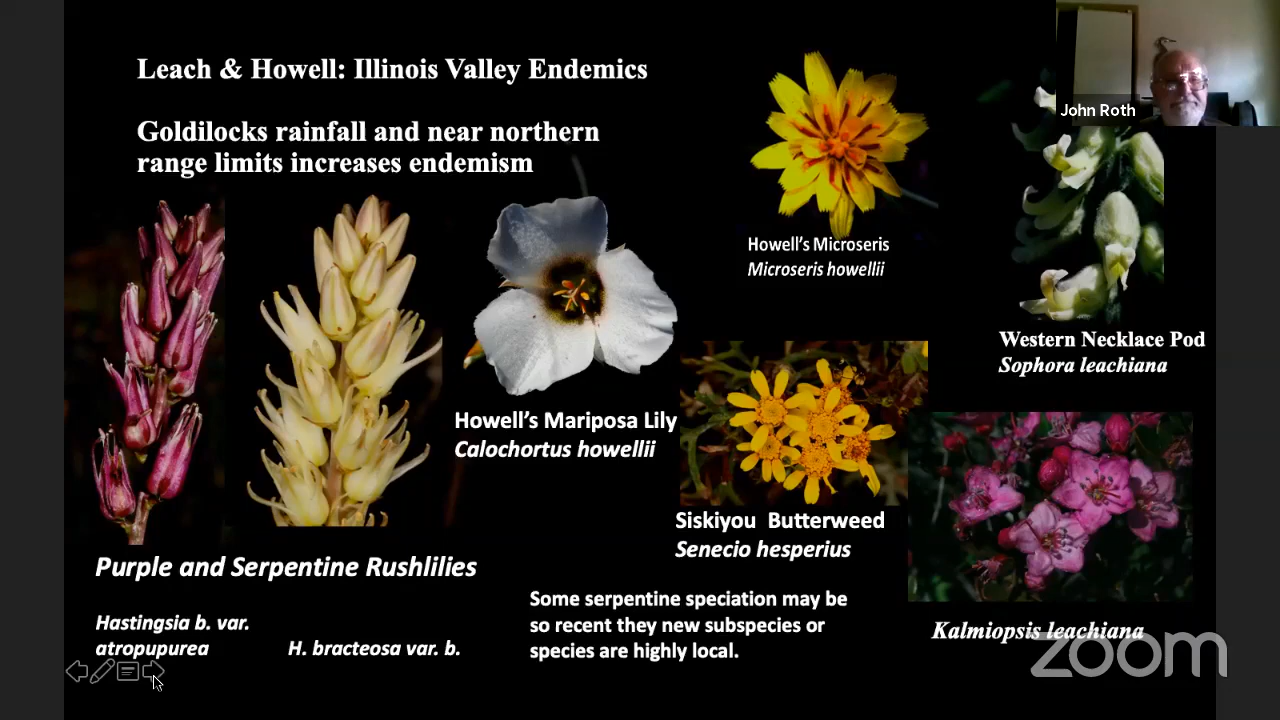 Leach & Howell: Illinois Valley Endemics
Goldilocks rainfall and near northern
range limits increases endemism
John Roth
Howell's Microseris
Microseris howellii
Western Necklace Pod
Sophora leachiana
Howell's Mariposa Lily
Calochortus howellii
Siskiyou Butterweed
Senecio hesperius
Purple and Serpentine Rushlilies
Hastingsia b. var.
atropupurea
H. bracteosa var. b.
Some serpentine speciation may be
so recent they new subspecies or
species are highly local.
Kalmiopsis leachiana
zoom